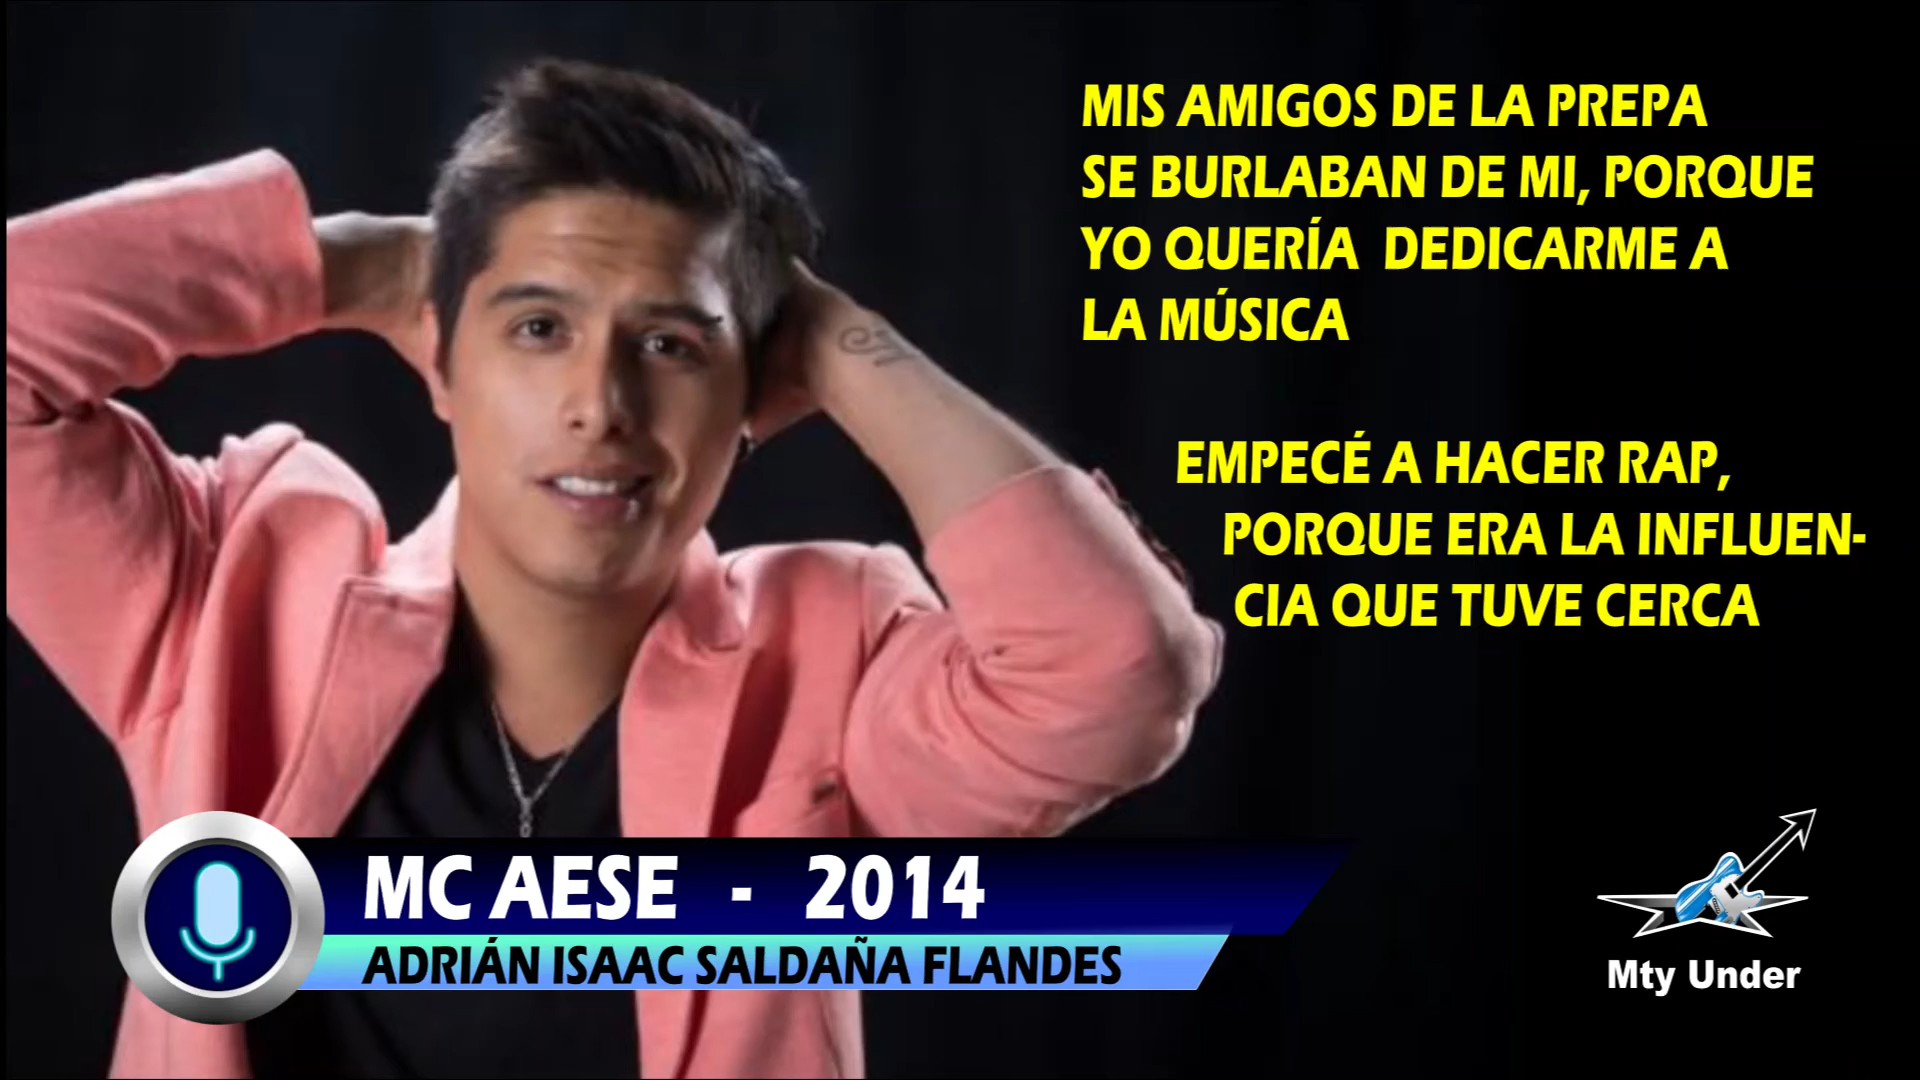 MIS AMIGOS DE LA PREPA
SE BURLABAN DE MI, PORQUE
YO QUERÍA DEDICARME A
LA MÚSICA
EMPECÉ A HACER RAP,
PORQUE ERA LA INFLUEN-
CIA QUE TUVE CERCA
MC AESE - 2014
ADRIÁN ISAAC SALDAÑA FLANDES
Mty Under